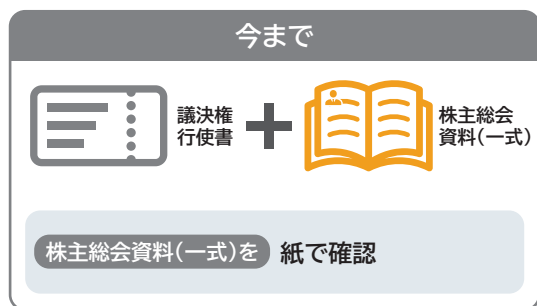 今まで
議決権
行使書
株主総会
資料(一式)
株主総会資料(一式)を 紙で確認